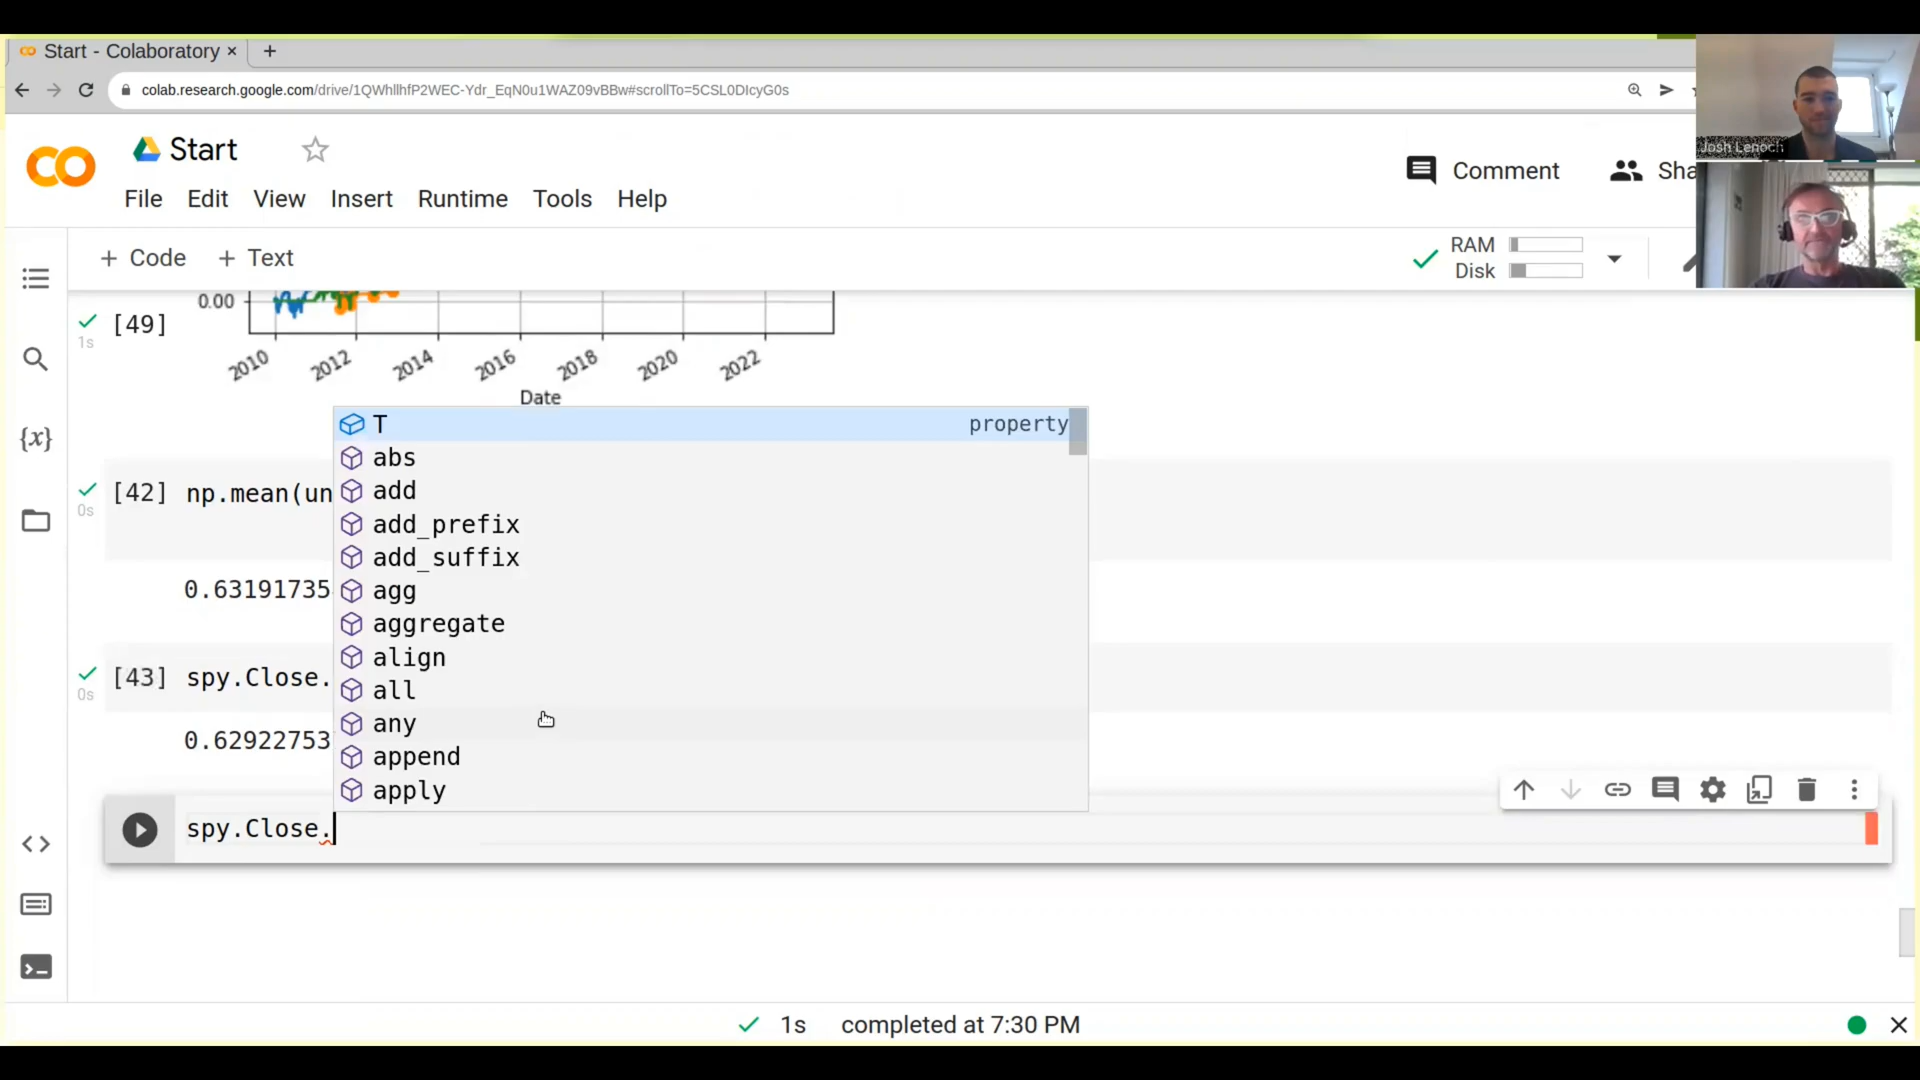 Start - Colaboratory
colab.research.google.com/drive/1QWhllhfP2WEC-Ydr_EqN0u1WAZ09vBBw#scrollTo=5CSL0DIcyG0s
Start
Comment
Sha
Josh Lenoch
File Edit View Insert Runtime Tools Help
+ Code + Text
RAM
Disk
0.00
[49]
1s
2010 2012 2014 2016 2018 2020 2022
Date
T property
abs
add
add_prefix
add_suffix
agg
aggregate
align
all
any
append
apply
[42] np.mean(un
0s
0.63191735
[43] spy.Close.
0s
0.62922753
spy.Close.
{x}
1s completed at 7:30 PM